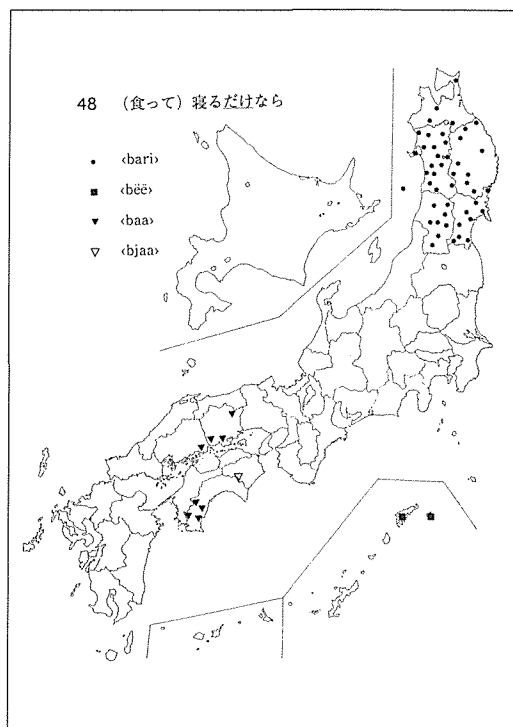 48 （食って）寝るだけなら
• ‹bari›
■ ‹bëë›
▼ ‹baa›
▽ ‹bjaa›